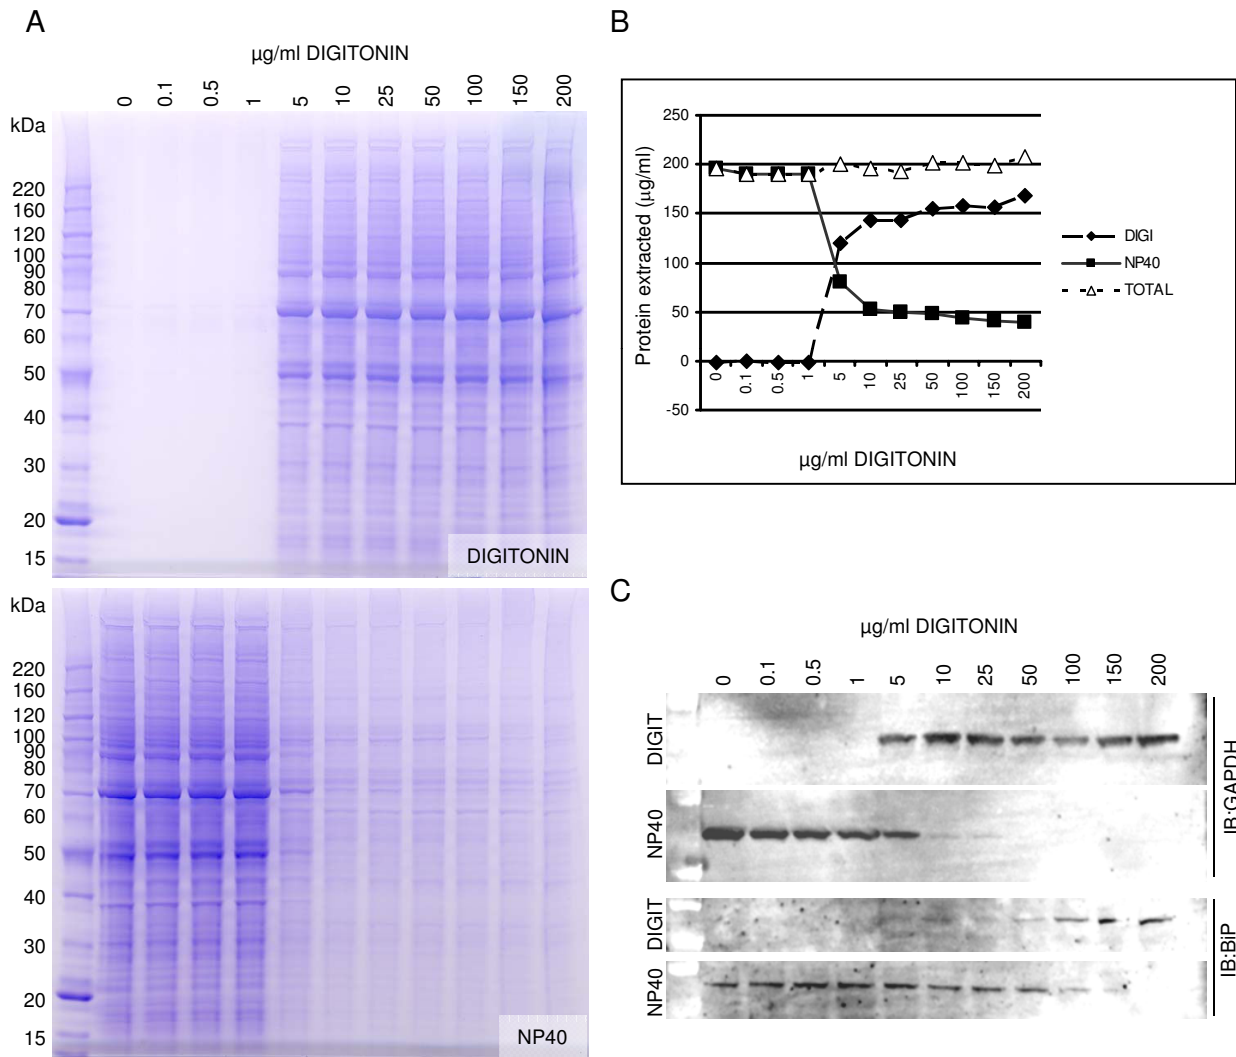 A
µg/ml DIGITONIN
0 0.1 0.5 1 5 10 25 50 100 150 200
kDa
220
160
120
100
90
80
70
60
50
40
30
20
15
DIGITONIN
kDa
220
160
120
100
90
80
70
60
50
40
30
20
15
NP40
B
Protein extracted (µg/ml)
250
200
150
100
50
0
-50
0 0.1 0.5 1 5 10 25 50 100 150 200
µg/ml DIGITONIN
DIGI
NP40
TOTAL
C
µg/ml DIGITONIN
0 0.1 0.5 1 5 10 25 50 100 150 200
DIGIT
NP40
IB:GAPDH
DIGIT
NP40
IB:BiP